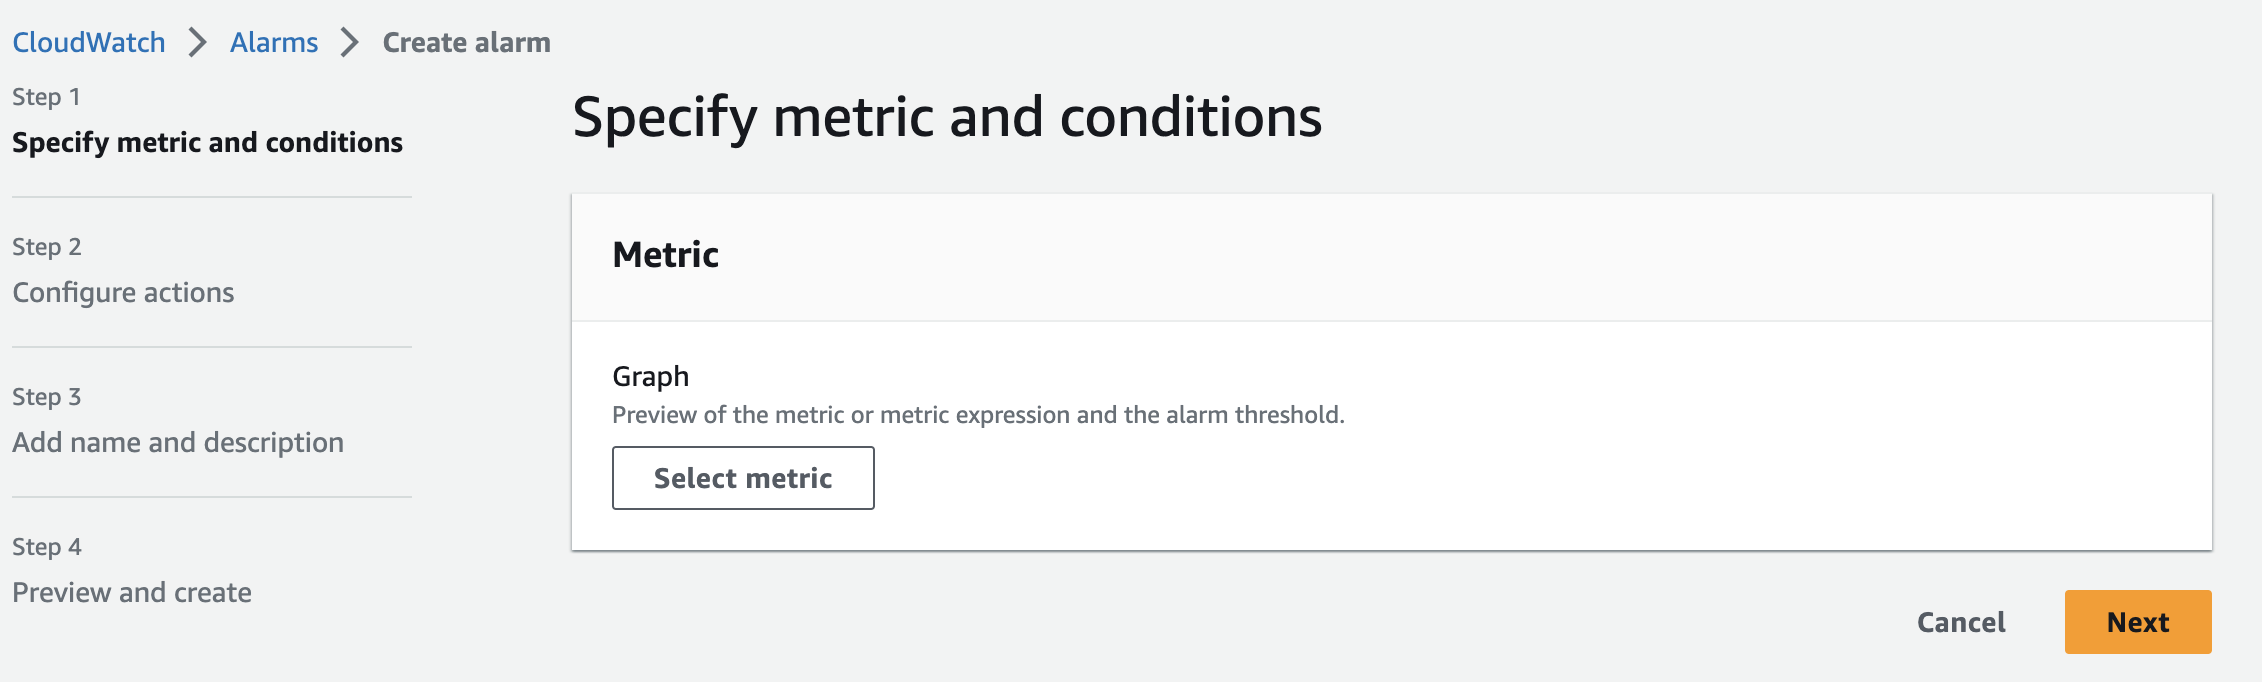 CloudWatch > Alarms > Create alarm
Step 1
Specify metric and conditions
Step 2
Configure actions
Step 3
Add name and description
Step 4
Preview and create
Specify metric and conditions
Metric
Graph
Preview of the metric or metric expression and the alarm threshold.
Select metric
Cancel Next